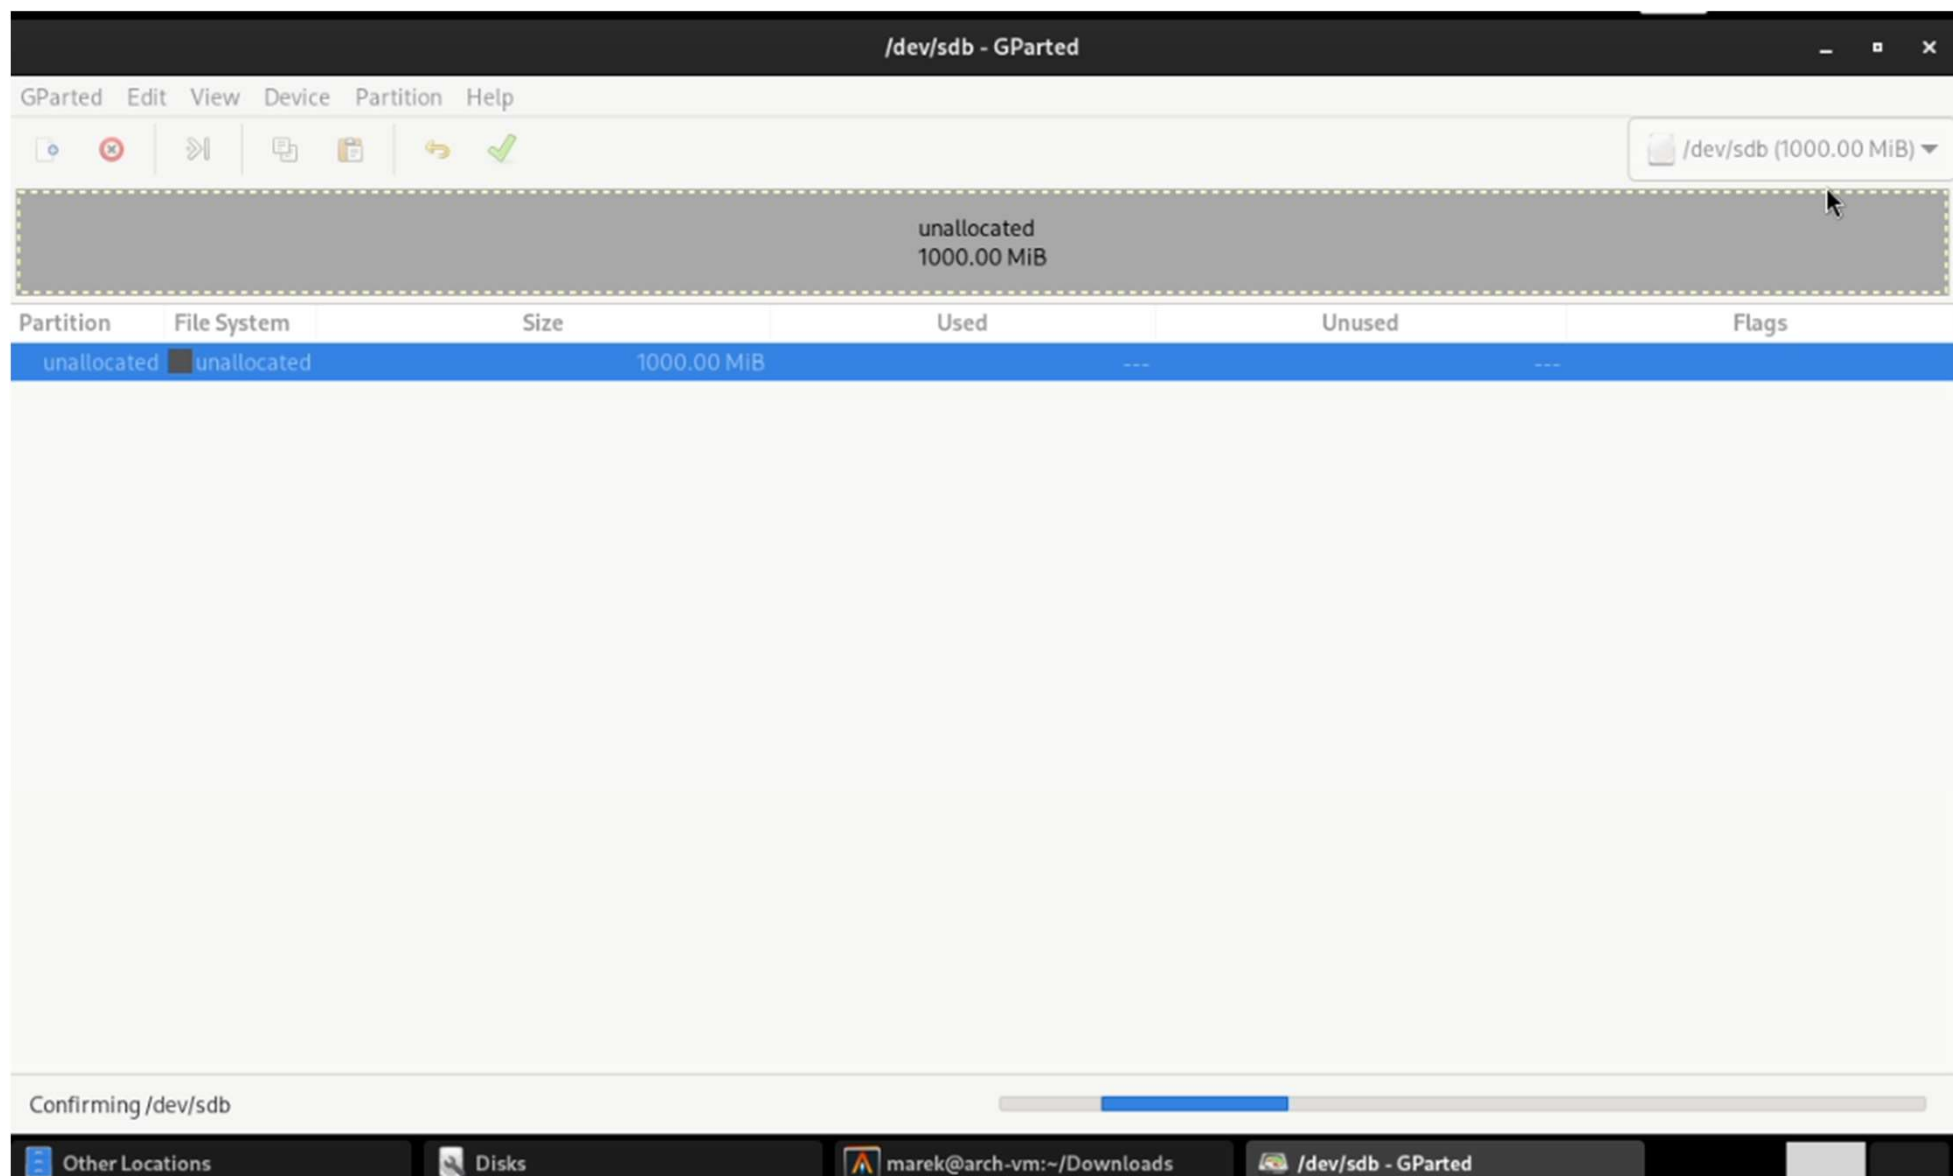 /dev/sdb - GParted
GParted Edit View Device Partition Help
/dev/sdb (1000.00 MiB)
unallocated
1000.00 MiB
Partition File System Size Used Unused Flags
unallocated unallocated 1000.00 MiB --- ---
Confirming /dev/sdb
Other Locations Disks marek@arch-vm:~/Downloads /dev/sdb - GParted